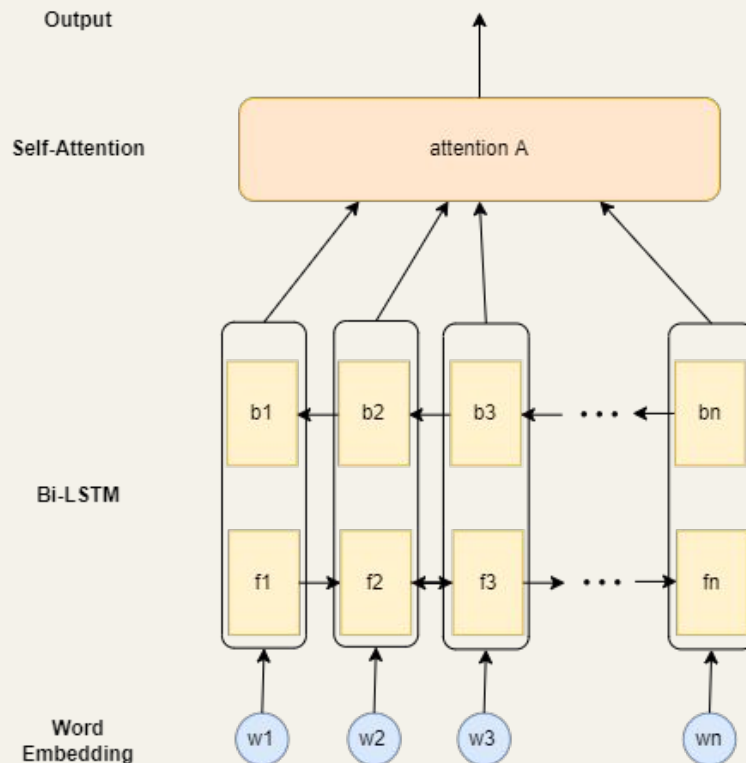 Output
Self-Attention
attention A
b1 b2 b3 ... bn
Bi-LSTM
f1 f2 f3 ... fn
Word
Embedding
w1 w2 w3 wn